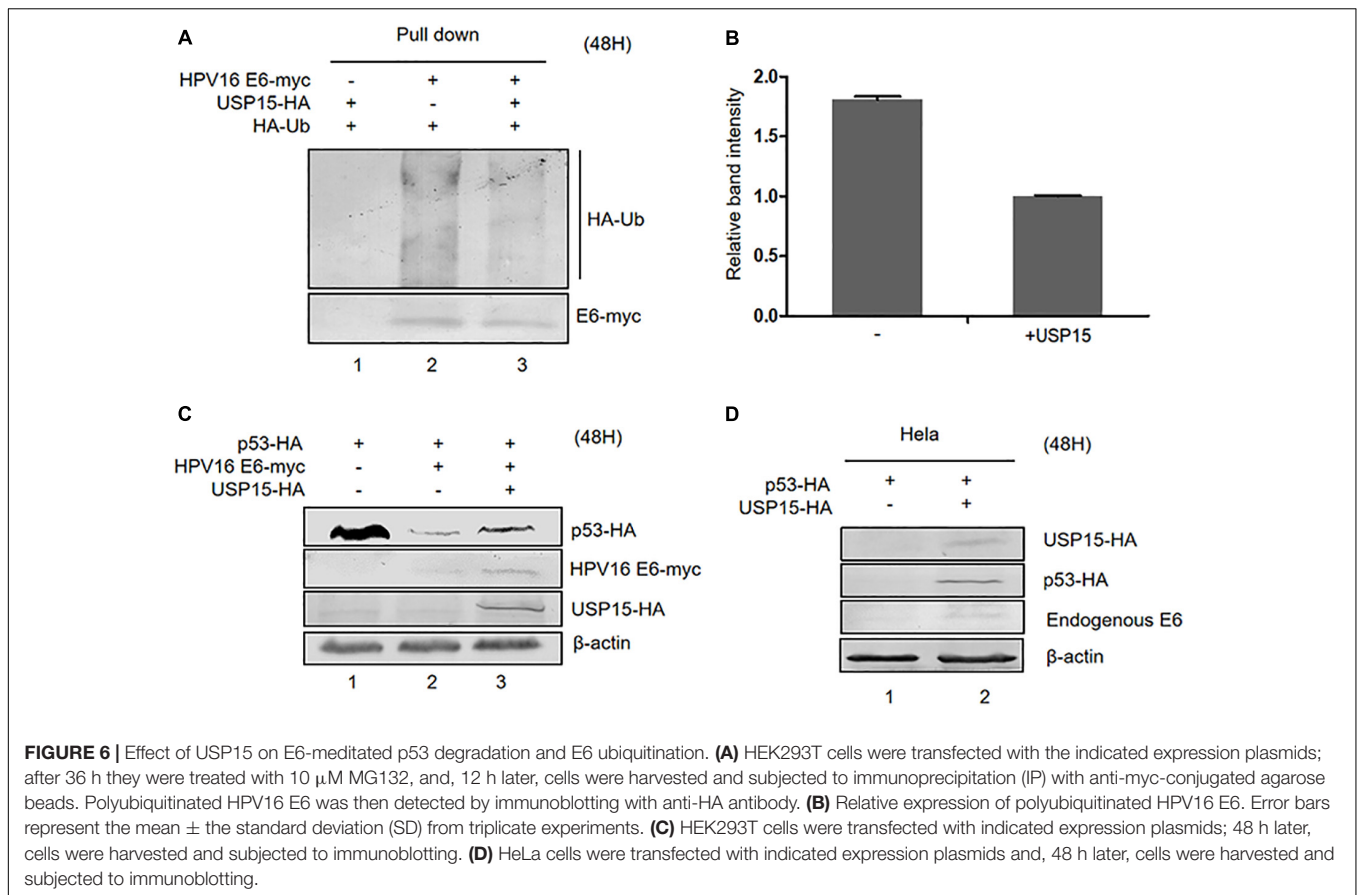 A
Pull down
(48H)
HPV16 E6-myc - + +
USP15-HA + - +
HA-Ub + + +
HA-Ub
E6-myc
1 2 3
B
Relative band intensity
2.0
1.5
1.0
0.5
0.0
- +USP15
C
(48H)
p53-HA + + +
HPV16 E6-myc - + +
USP15-HA - - +
p53-HA
HPV16 E6-myc
USP15-HA
β-actin
1 2 3
D
Hela
(48H)
p53-HA + +
USP15-HA - +
USP15-HA
p53-HA
Endogenous E6
β-actin
1 2
FIGURE 6 | Effect of USP15 on E6-meditated p53 degradation and E6 ubiquitination. (A) HEK293T cells were transfected with the indicated expression plasmids;
after 36 h they were treated with 10 μM MG132, and, 12 h later, cells were harvested and subjected to immunoprecipitation (IP) with anti-myc-conjugated agarose
beads. Polyubiquitinated HPV16 E6 was then detected by immunoblotting with anti-HA antibody. (B) Relative expression of polyubiquitinated HPV16 E6. Error bars
represent the mean ± the standard deviation (SD) from triplicate experiments. (C) HEK293T cells were transfected with indicated expression plasmids; 48 h later,
cells were harvested and subjected to immunoblotting. (D) HeLa cells were transfected with indicated expression plasmids and, 48 h later, cells were harvested and
subjected to immunoblotting.